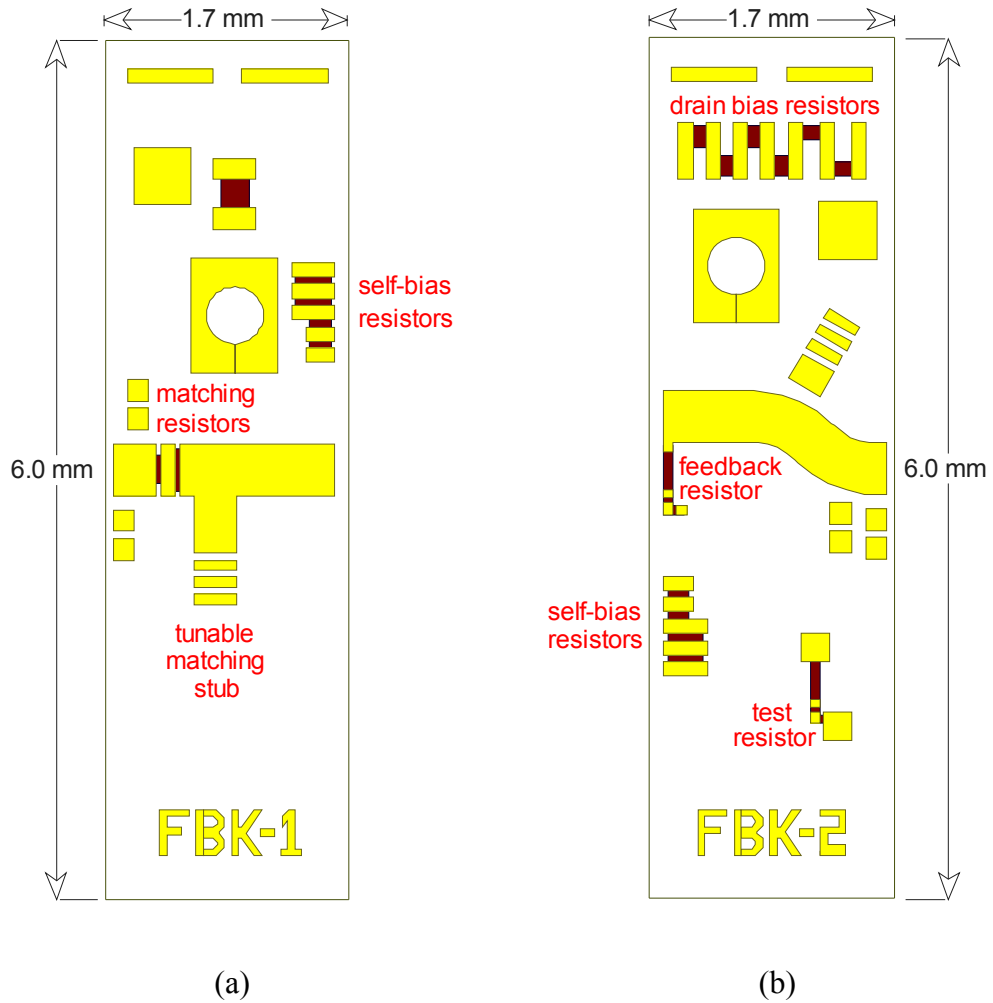 1.7 mm
1.7 mm
drain bias resistors
self-bias
resistors
matching
resistors
6.0 mm
6.0 mm
feedback
resistor
self-bias
resistors
tunable
matching
stub
test
resistor
FBK-1
FBK-2
(a)
(b)